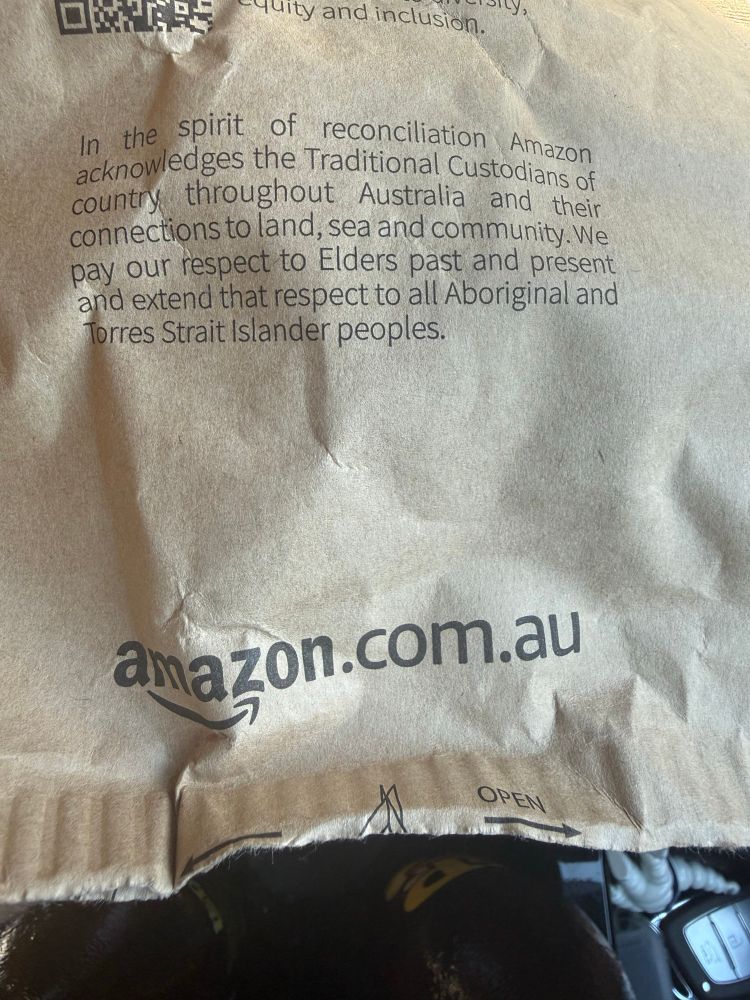 equity and inclusion.
In the spirit of reconciliation Amazon
acknowledges the Traditional Custodians of
country throughout Australia and their
connections to land, sea and community. We
pay our respect to Elders past and present
and extend that respect to all Aboriginal and
Torres Strait Islander peoples.
amazon.com.au
OPEN